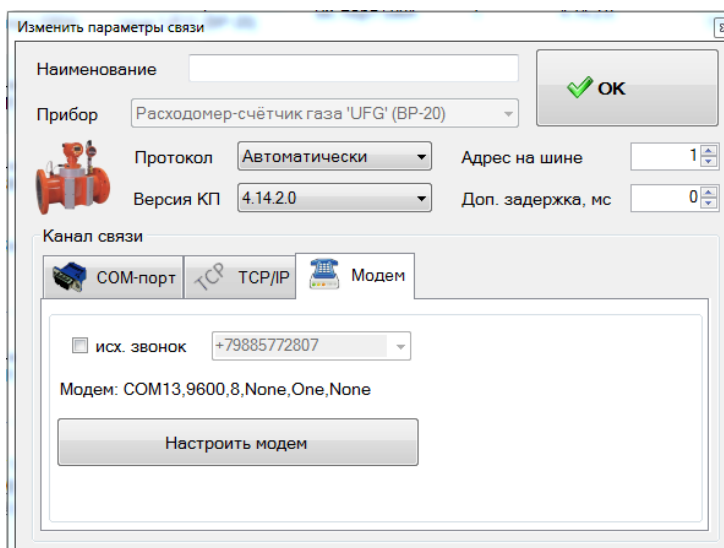 Изменить параметры связи
Наименование
OK
Прибор Расходомер-счётчик газа 'UFG' (ВР-20)
Протокол Автоматически Адрес на шине 1
Версия КП 4.14.2.0 Доп. задержка, мс 0
Канал связи
COM-порт TCP TCP/IP Модем
исх. звонок +79885772807
Модем: COM13,9600,8,None,One,None
Настроить модем